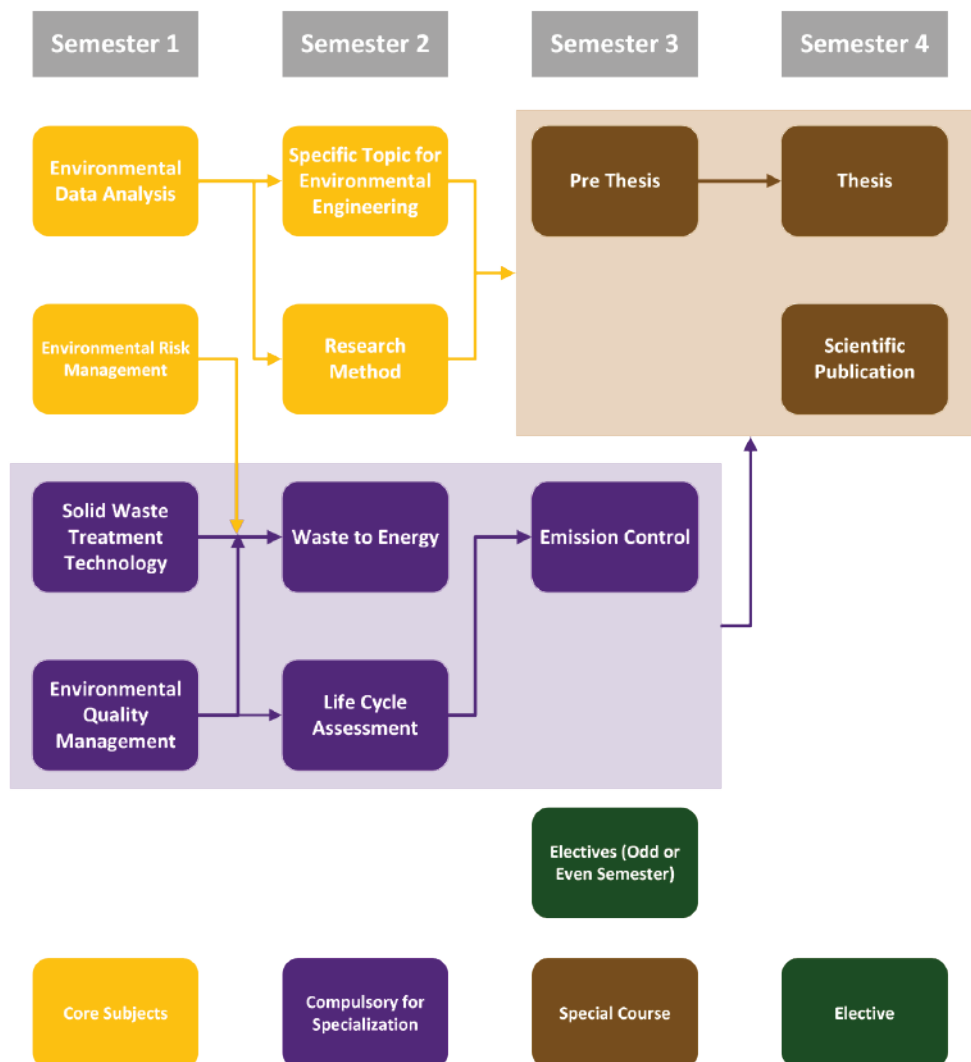 Semester 1
Semester 2
Semester 3
Semester 4
Environmental
Data Analysis
Specific Topic for
Environmental
Engineering
Pre Thesis
Thesis
Environmental Risk
Management
Research
Method
Scientific
Publication
Solid Waste
Treatment
Technology
Waste to Energy
Emission Control
Environmental
Quality
Management
Life Cycle
Assessment
Electives (Odd or
Even Semester)
Core Subjects
Compulsory for
Specialization
Special Course
Elective